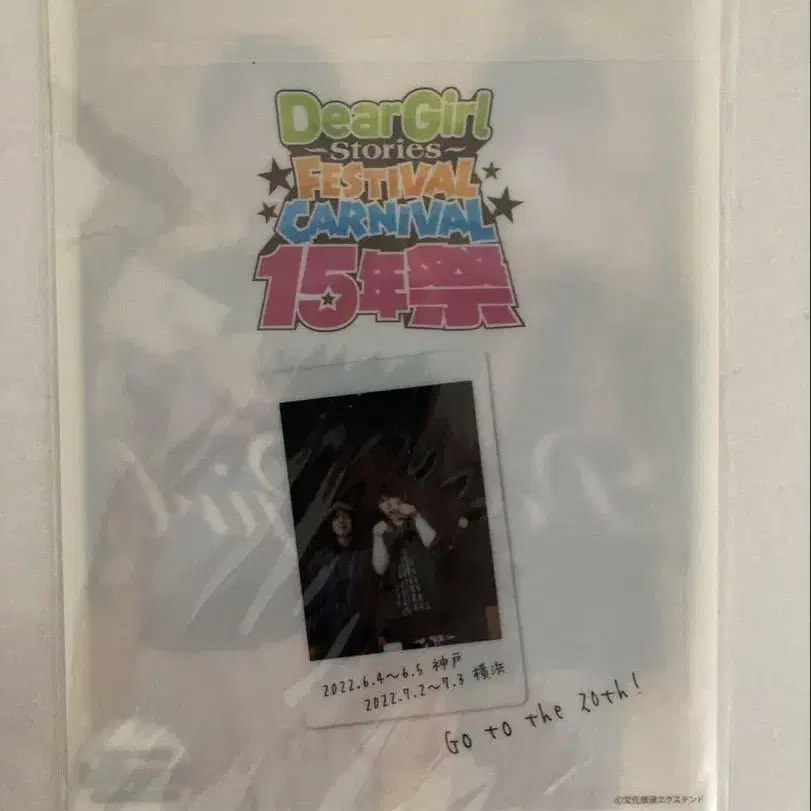 DearGirl
~Stories~
FESTIVAL
CARNIVAL
15年祭
2022.6.4~6.5 神戸
2022.7.2~7.3 横浜
Go to the 20th!
©文化放送エクステンド